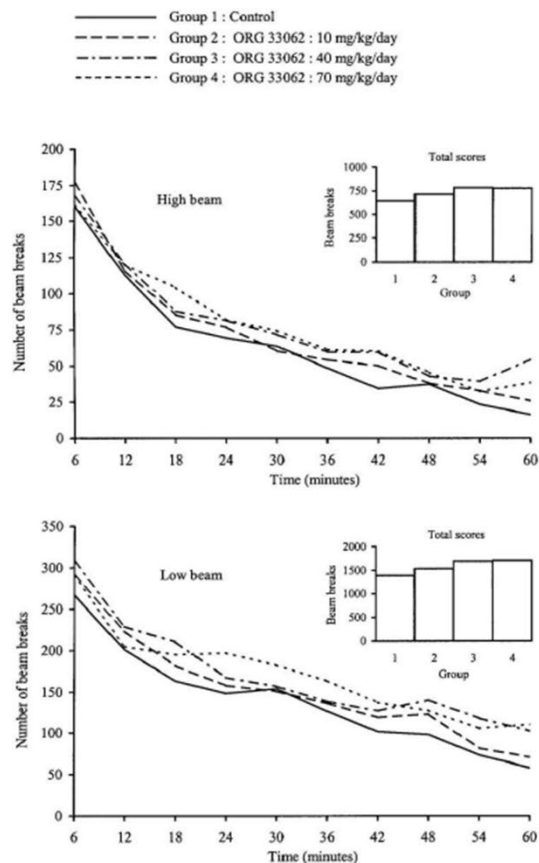 Group 1 : Control
Group 2 : ORG 33062 : 10 mg/kg/day
Group 3 : ORG 33062 : 40 mg/kg/day
Group 4 : ORG 33062 : 70 mg/kg/day
200
175
150
125
100
75
50
25
0
Number of beam breaks
High beam
Total scores
1000
750
500
250
0
Beam breaks
1 2 3 4
Group
6 12 18 24 30 36 42 48 54 60
Time (minutes)
350
300
250
200
150
100
50
0
Number of beam breaks
Low beam
Total scores
2000
1500
1000
500
0
Beam breaks
1 2 3 4
Group
6 12 18 24 30 36 42 48 54 60
Time (minutes)